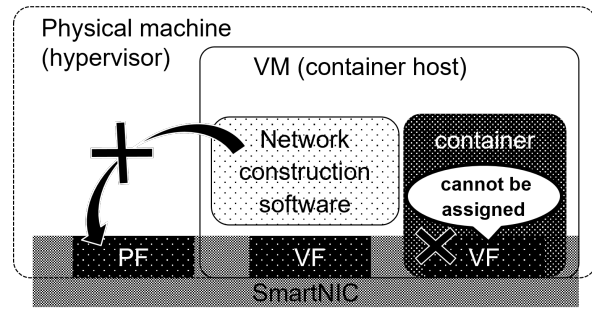 Physical machine
(hypervisor)
VM (container host)
Network
construction
software
container
cannot be
assigned
PF
VF
VF
SmartNIC